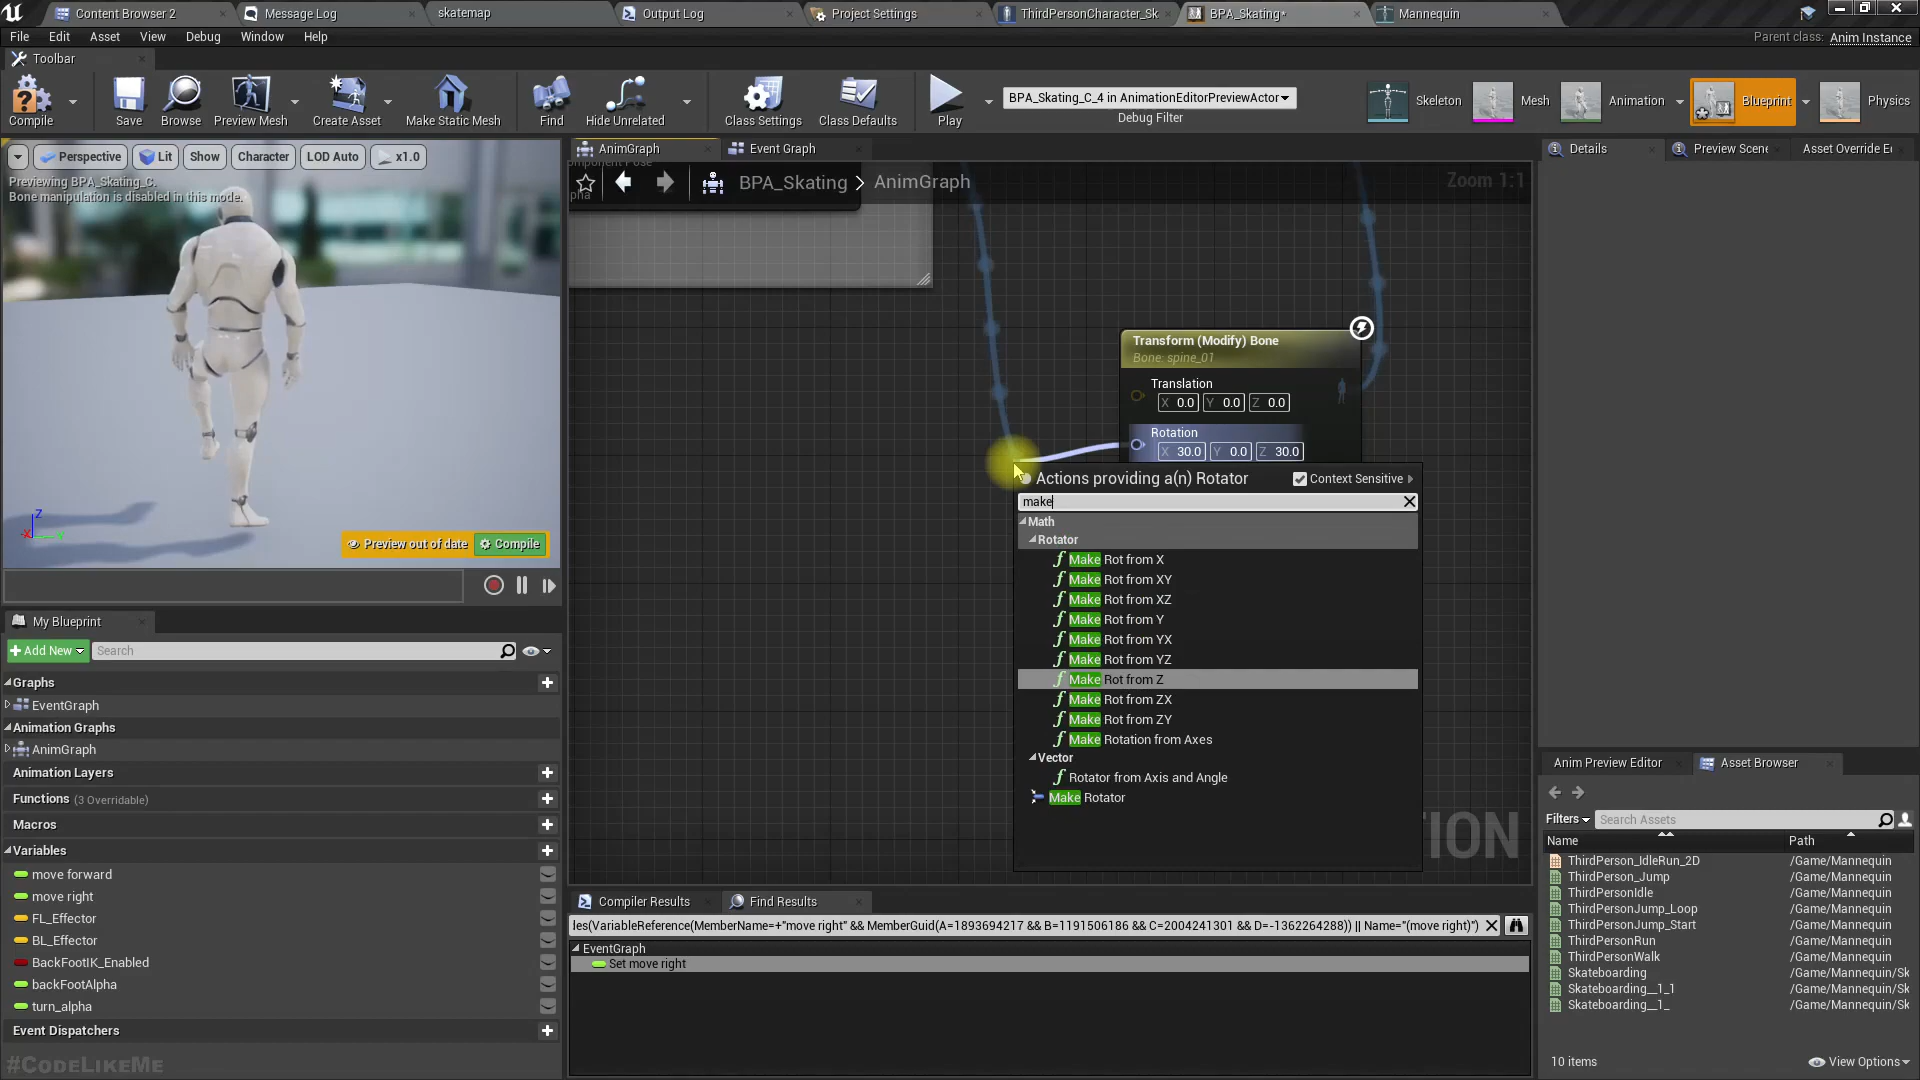 Content Browser 2
Message Log
skatemap
Output Log
Project Settings
ThirdPersonCharacter_Sk
BPA_Skating*
Mannequin
File Edit Asset View Debug Window Help
Parent class: Anim Instance
Toolbar
Compile
Save
Browse
Preview Mesh
Create Asset
Make Static Mesh
Find
Hide Unrelated
Class Settings
Class Defaults
Play
BPA_Skating_C_4 in AnimationEditorPreviewActor
Debug Filter
Skeleton
Mesh
Animation
Blueprint
Physics
Perspective
Lit
Show
Character
LOD Auto
x1.0
Previewing BPA_Skating_C.
Bone manipulation is disabled in this mode.
Z
X
Y
Preview out of date
Compile
AnimGraph
Event Graph
BPA_Skating > AnimGraph
Zoom 1:1
Transform (Modify) Bone
Bone: spine_01
Translation
X 0.0 Y 0.0 Z 0.0
Rotation
X 30.0 Y 0.0 Z 30.0
Actions providing a(n) Rotator
Context Sensitive
make
Math
Rotator
Make Rot from X
Make Rot from XY
Make Rot from XZ
Make Rot from Y
Make Rot from YX
Make Rot from YZ
Make Rot from Z
Make Rot from ZX
Make Rot from ZY
Make Rotation from Axes
Vector
Rotator from Axis and Angle
Make Rotator
TION
Details
Preview Scene
Asset Override E
My Blueprint
Add New
Search
Graphs
EventGraph
Animation Graphs
AnimGraph
Animation Layers
Functions (3 Overridable)
Macros
Variables
move forward
move right
FL_Effector
BL_Effector
BackFootIK_Enabled
backFootAlpha
turn_alpha
Event Dispatchers
#CodeLikeMe
Compiler Results
Find Results
les(VariableReference(MemberName=+"move right" && MemberGuid(A=1893694217 && B=1191506186 && C=2004241301 && D=-1362264288)) || Name="(move right)")
EventGraph
Set move right
Anim Preview Editor
Asset Browser
Filters
Search Assets
Name Path
ThirdPerson_IdleRun_2D /Game/Mannequin
ThirdPerson_Jump /Game/Mannequin
ThirdPersonIdle /Game/Mannequin
ThirdPersonJump_Loop /Game/Mannequin
ThirdPersonJump_Start /Game/Mannequin
ThirdPersonRun /Game/Mannequin
ThirdPersonWalk /Game/Mannequin
Skateboarding /Game/Mannequin/Sk
Skateboarding__1_1 /Game/Mannequin/Sk
Skateboarding__1_ /Game/Mannequin/Sk
10 items
View Options